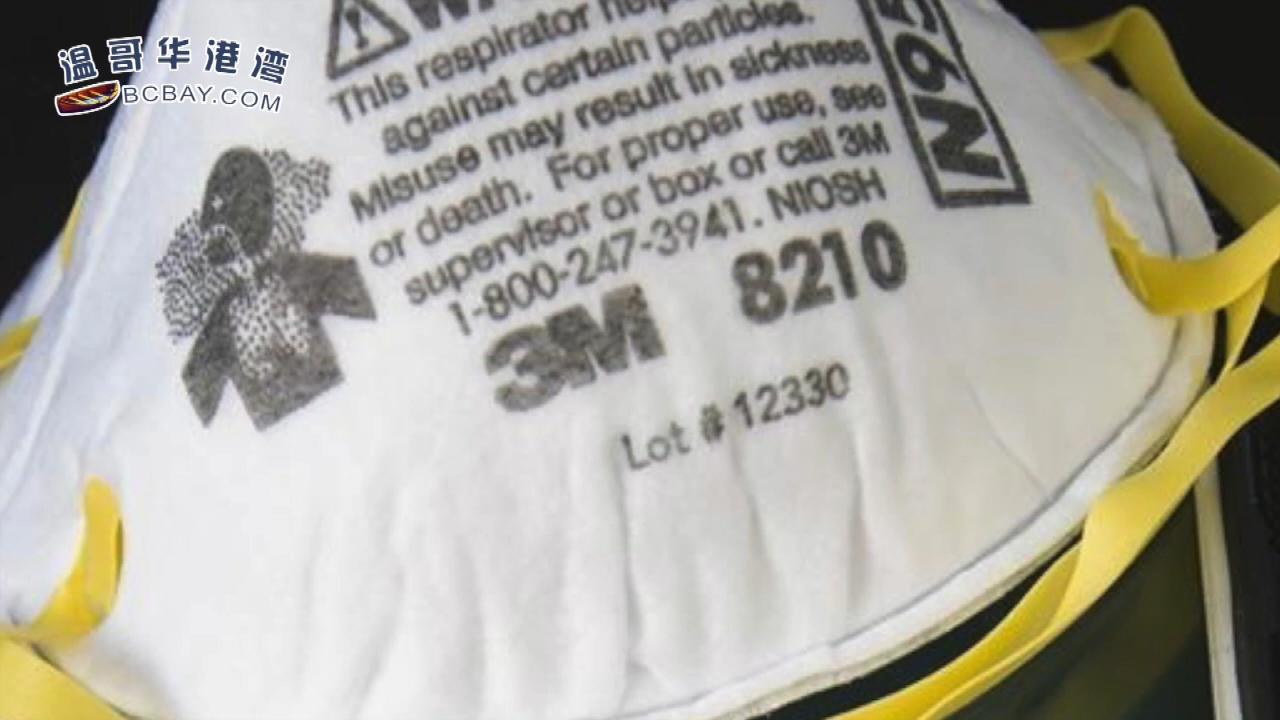 温哥华港湾
BCBAY.COM
This respirator
against certain particles.
Misuse may result in sickness
or death. For proper use, see
supervisor or box or call 3M
1-800-247-3941. NIOSH
3M 8210
Lot # 12330
N95